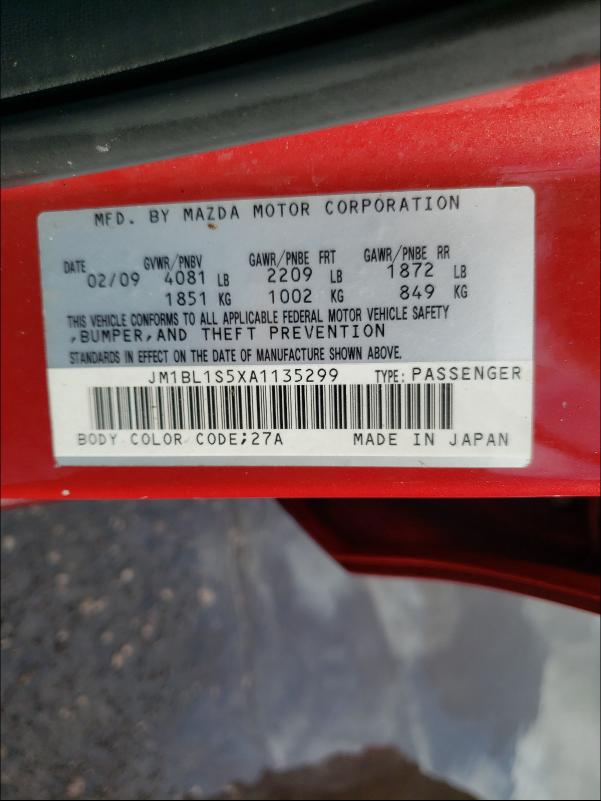 MFD. BY MAZDA MOTOR CORPORATION
DATE GVWR/PNBV GAWR/PNBE FRT GAWR/PNBE RR
02/09 4081 LB 2209 LB 1872 LB
1851 KG 1002 KG 849 KG
THIS VEHICLE CONFORMS TO ALL APPLICABLE FEDERAL MOTOR VEHICLE SAFETY
,BUMPER,AND THEFT PREVENTION
STANDARDS IN EFFECT ON THE DATE OF MANUFACTURE SHOWN ABOVE.
JM1BL1S5XA1135299 TYPE: PASSENGER
BODY COLOR CODE;27A MADE IN JAPAN